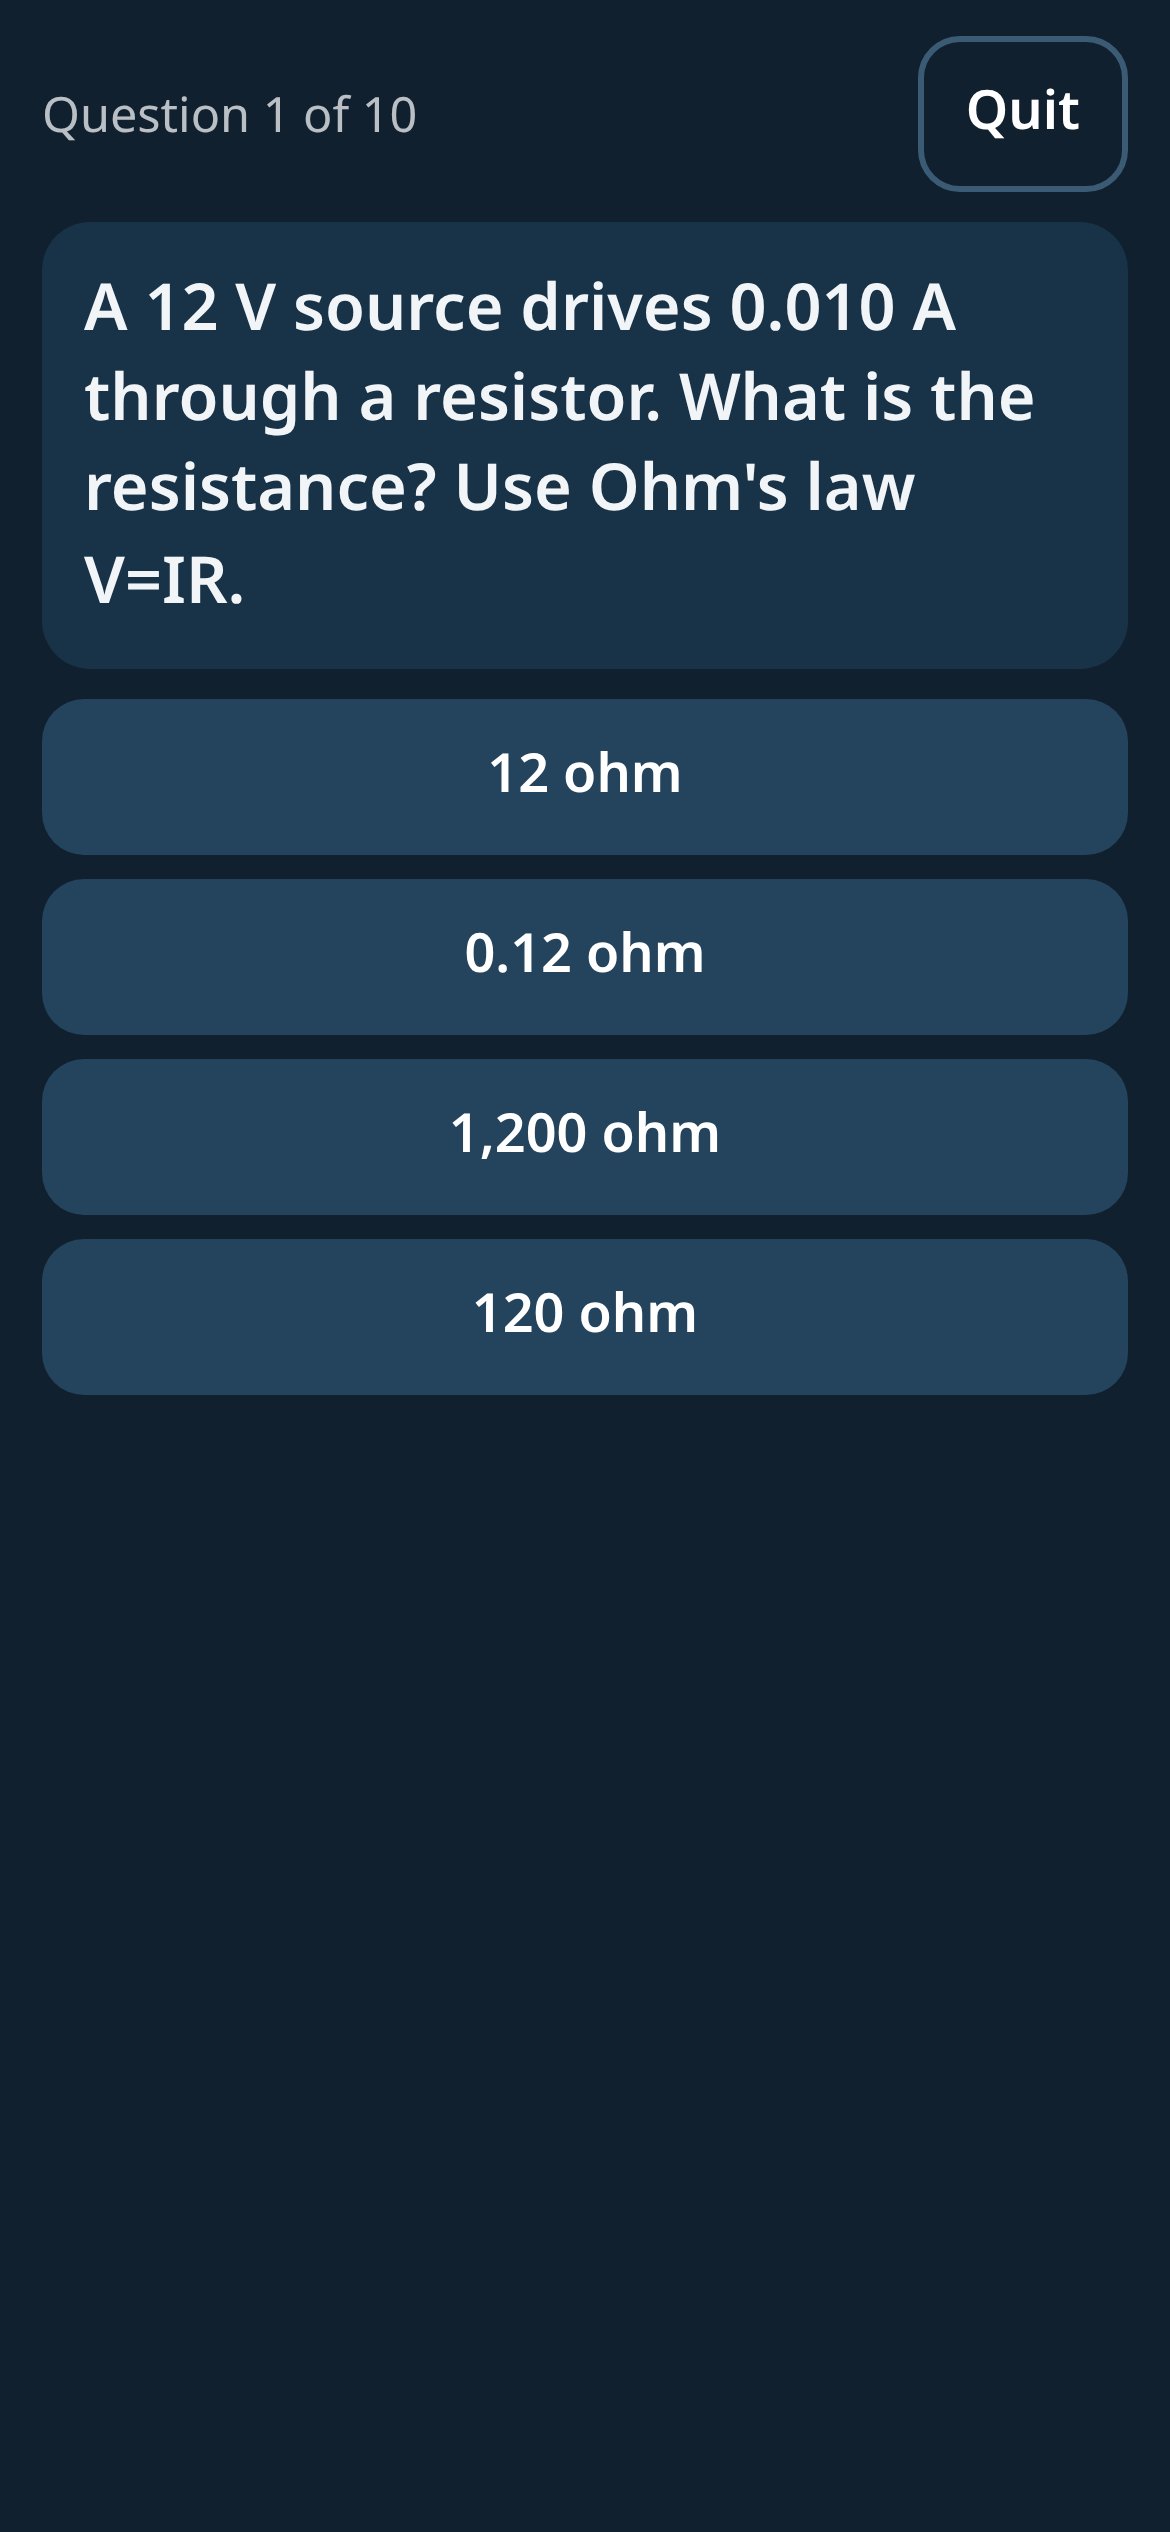 Question 1 of 10
Quit
A 12 V source drives 0.010 A
through a resistor. What is the
resistance? Use Ohm's law
V=IR.
12 ohm
0.12 ohm
1,200 ohm
120 ohm